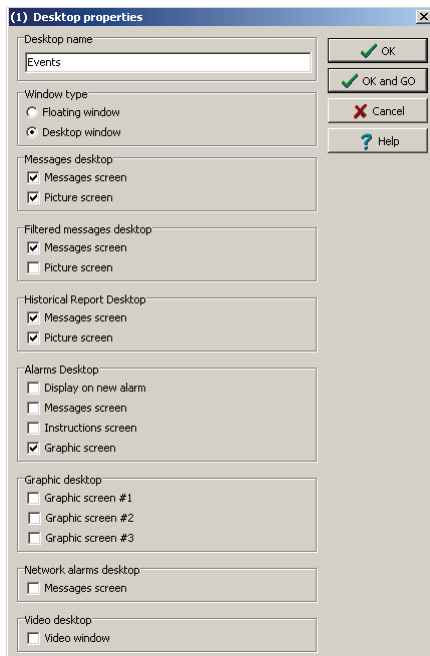 (1) Desktop properties
Desktop name
Events
OK
OK and GO
Cancel
? Help
Window type
Floating window
Desktop window
Messages desktop
Messages screen
Picture screen
Filtered messages desktop
Messages screen
Picture screen
Historical Report Desktop
Messages screen
Picture screen
Alarms Desktop
Display on new alarm
Messages screen
Instructions screen
Graphic screen
Graphic desktop
Graphic screen #1
Graphic screen #2
Graphic screen #3
Network alarms desktop
Messages screen
Video desktop
Video window